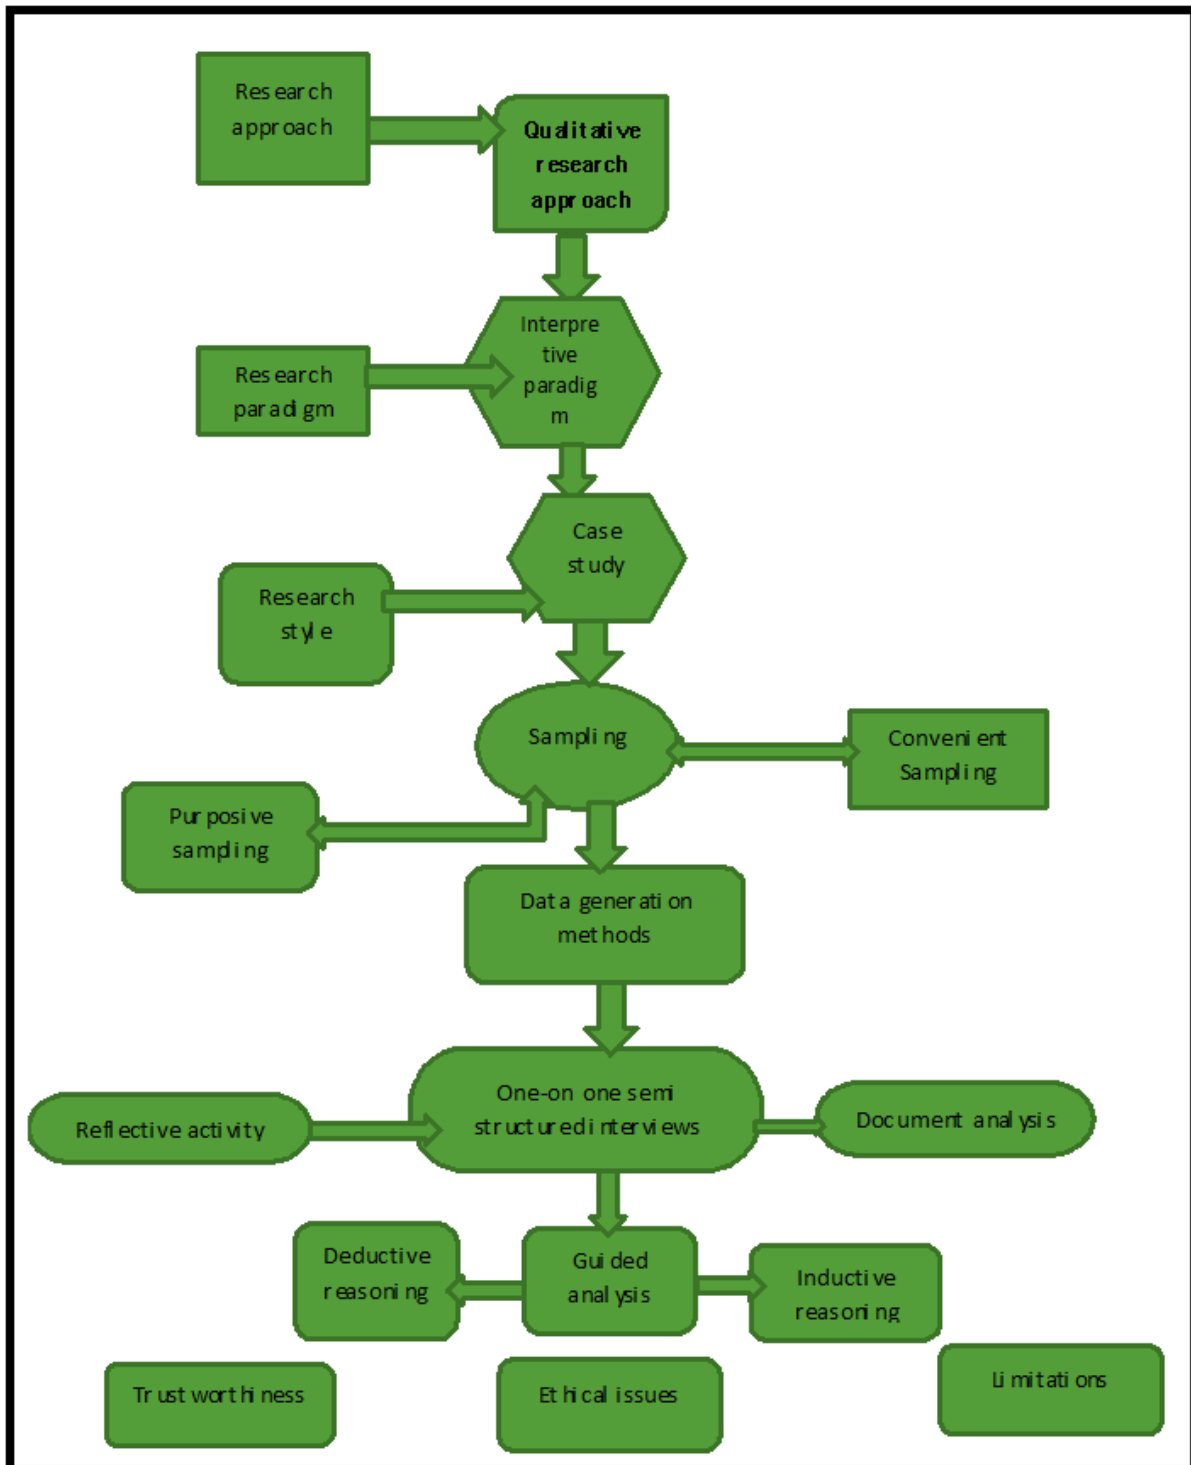 Research
approach
Qualitative
research
approach
Interpre
tive
paradig
m
Research
paradigm
Case
study
Research
style
Sampling
Convenient
Sampling
Purposive
sampling
Data generation
methods
One-on one semi
structured interviews
Reflective activity
Document analysis
Deductive
reasoning
Guided
analysis
Inductive
reasoning
Trustworthiness
Ethical issues
Limitations